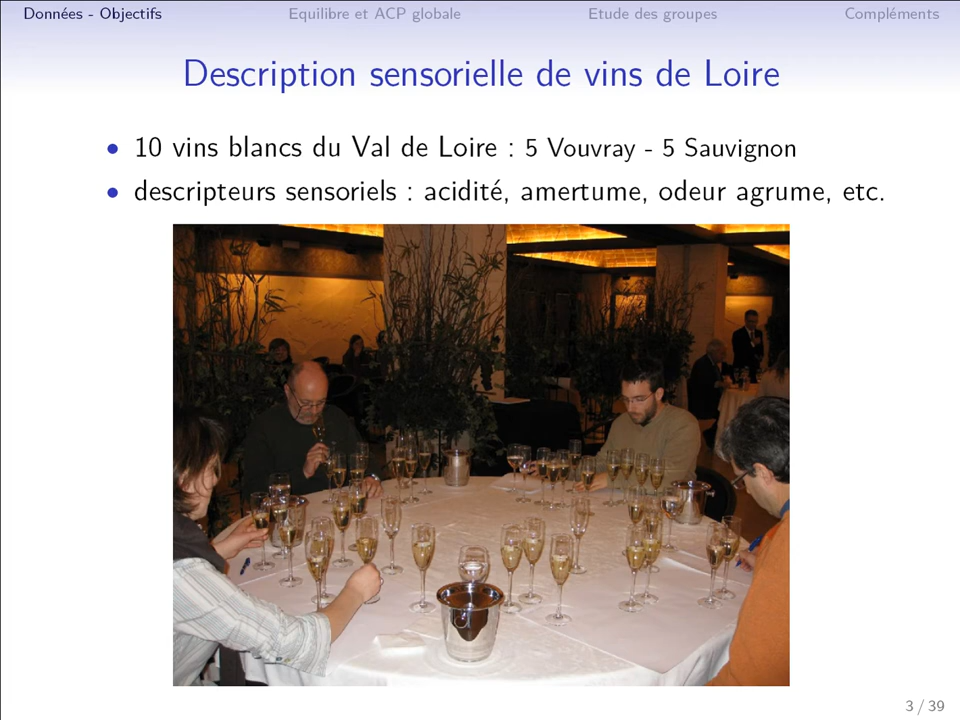 Données - Objectifs Equilibre et ACP globale Etude des groupes Compléments
Description sensorielle de vins de Loire
• 10 vins blancs du Val de Loire : 5 Vouvray - 5 Sauvignon
• descripteurs sensoriels : acidité, amertume, odeur agrume, etc.
3 / 39